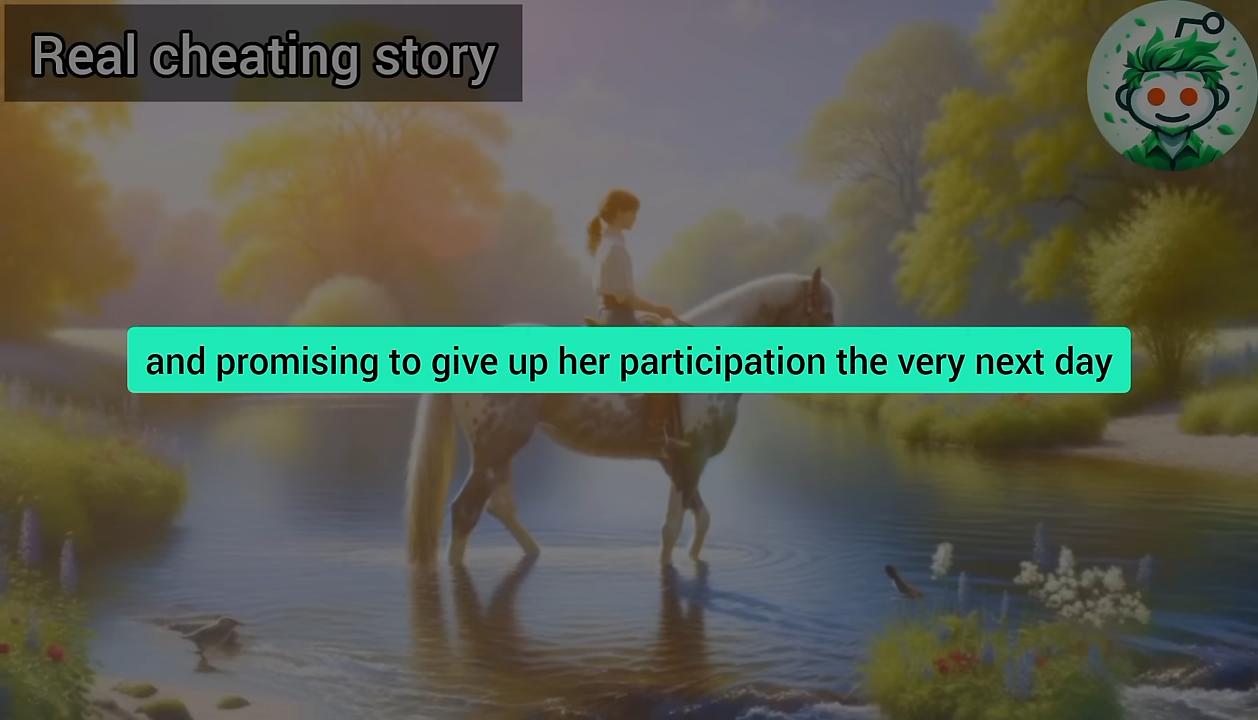 Real cheating story
and promising to give up her participation the very next day